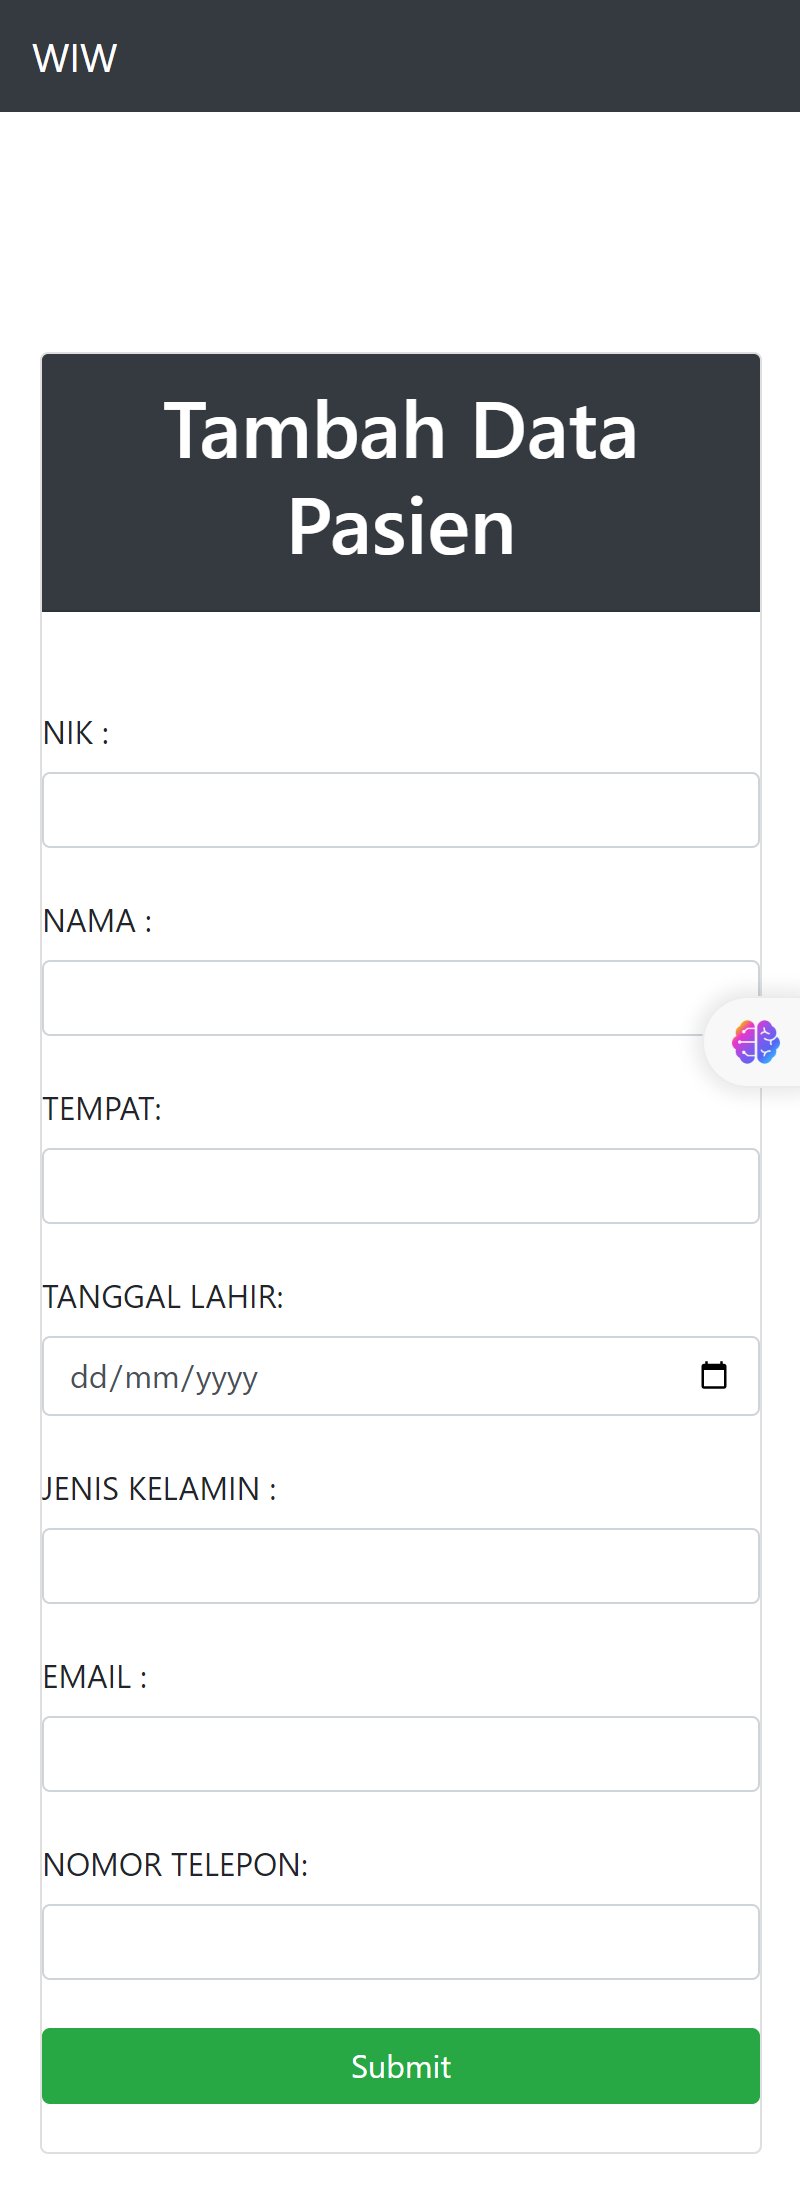 WIW
Tambah Data
Pasien
NIK :
NAMA :
TEMPAT:
TANGGAL LAHIR:
dd/mm/yyyy
JENIS KELAMIN :
EMAIL :
NOMOR TELEPON:
Submit